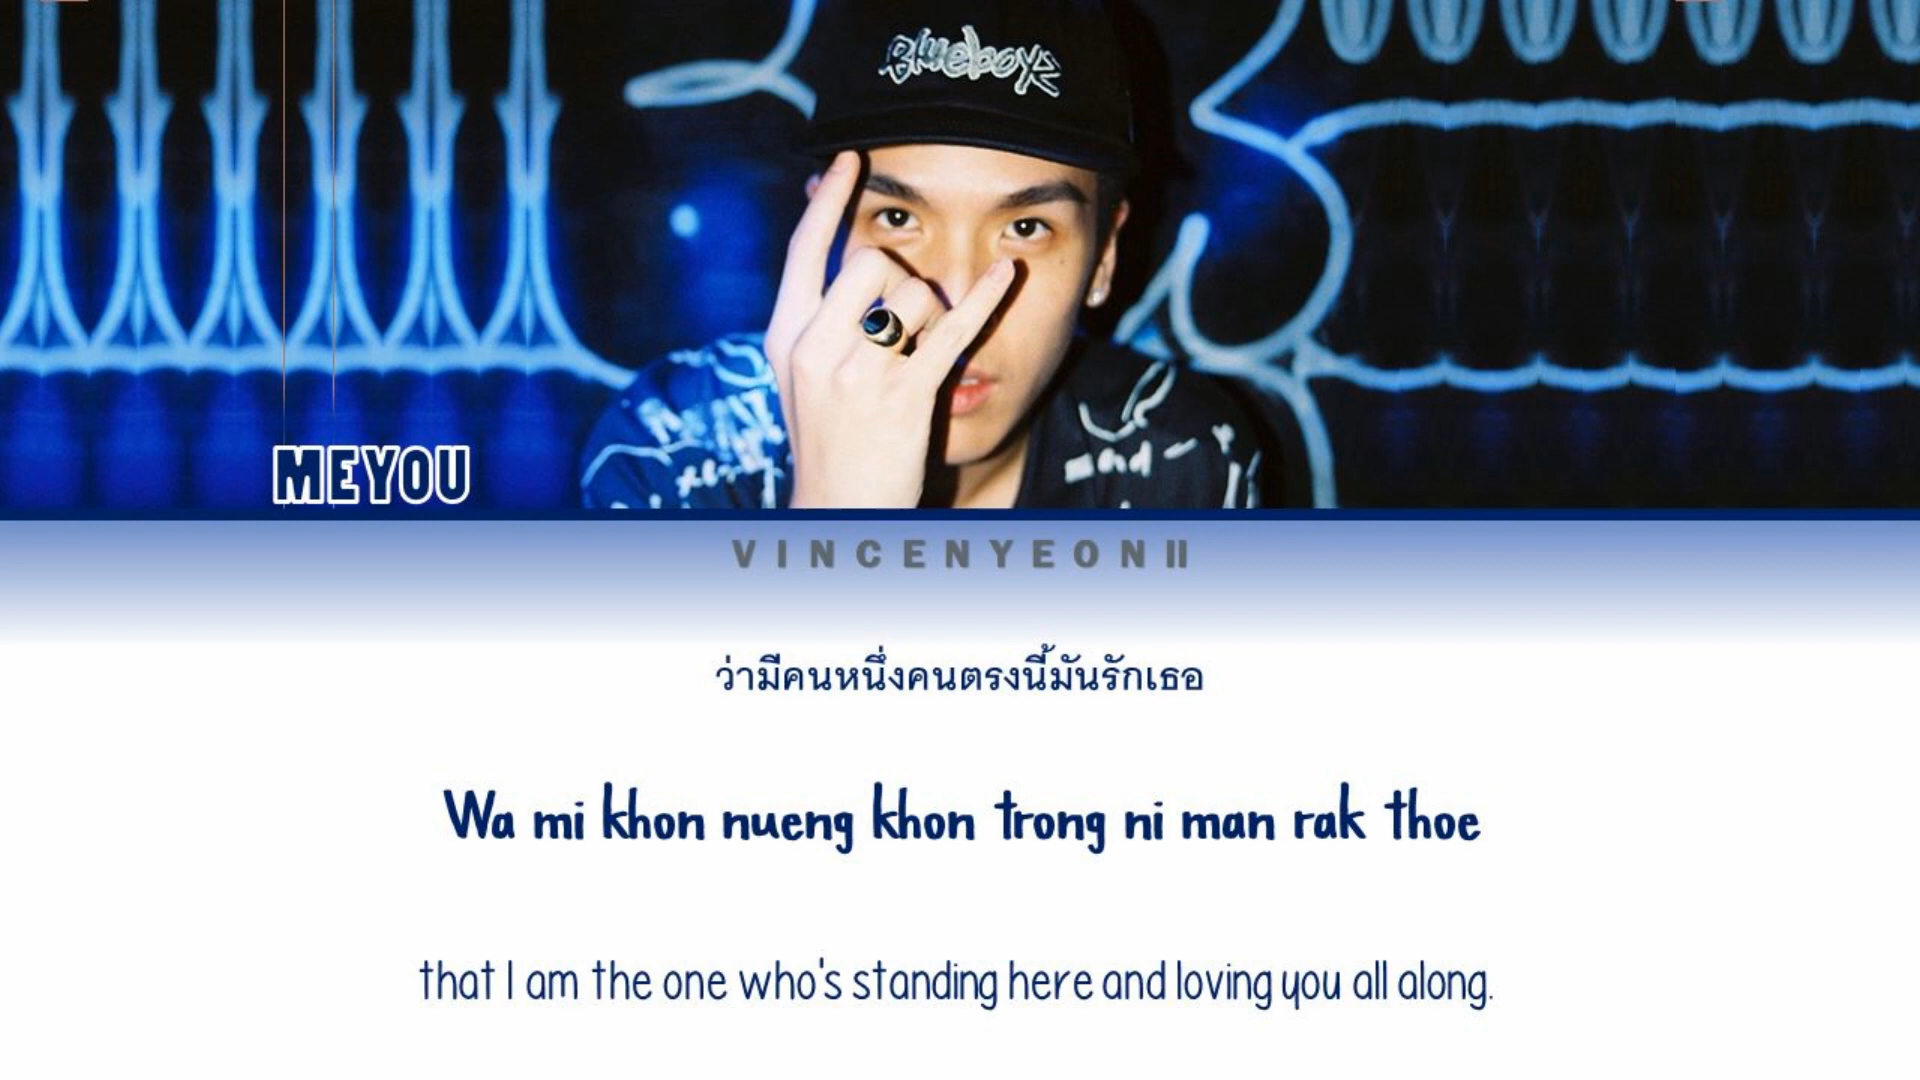 Blueboyz
MEYOU
VINCENYEONII
ว่ามีคนหนึ่งคนตรงนี้มันรักเธอ
Wa mi khon nueng khon trong ni man rak thoe
that I am the one who's standing here and loving you all along.